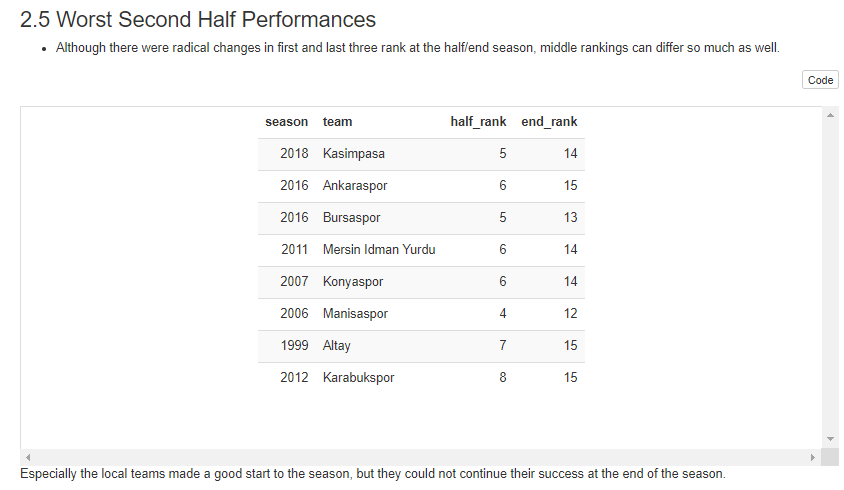 2.5 Worst Second Half Performances
• Although there were radical changes in first and last three rank at the half/end season, middle rankings can differ so much as well.
Code
season team half_rank end_rank
2018 Kasimpasa 5 14
2016 Ankaraspor 6 15
2016 Bursaspor 5 13
2011 Mersin Idman Yurdu 6 14
2007 Konyaspor 6 14
2006 Manisaspor 4 12
1999 Altay 7 15
2012 Karabukspor 8 15
Especially the local teams made a good start to the season, but they could not continue their success at the end of the season.